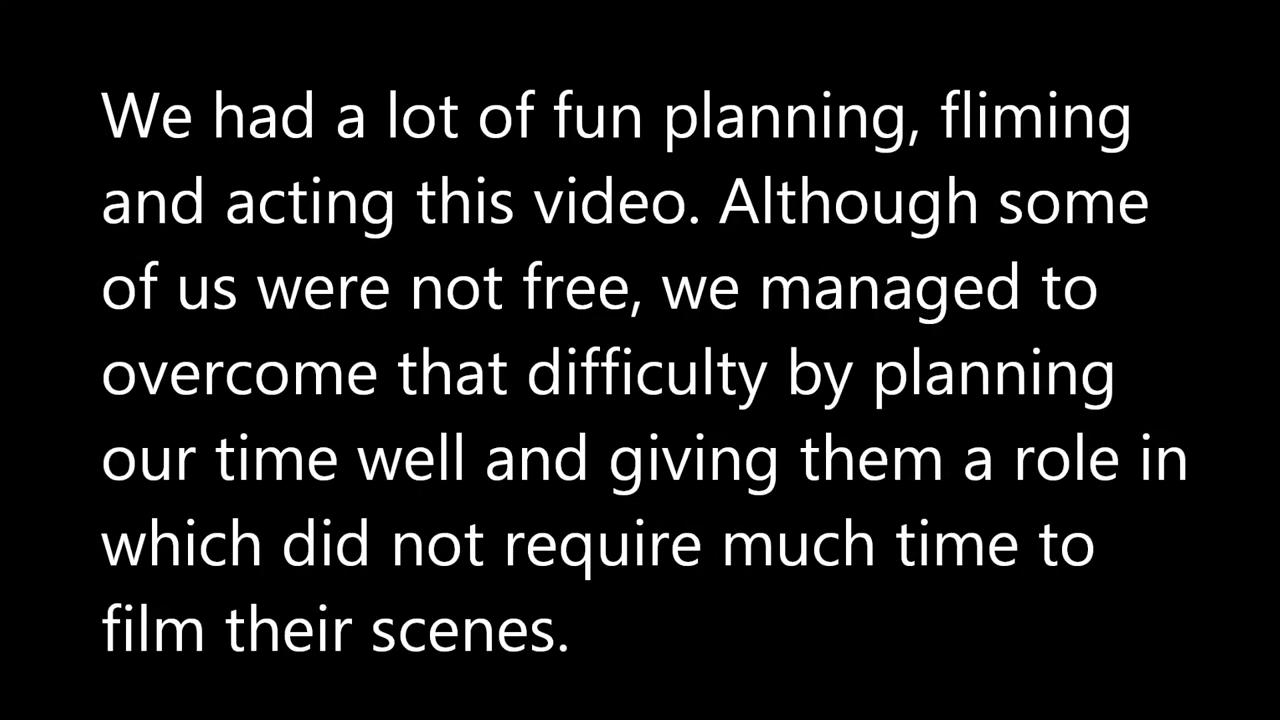 We had a lot of fun planning, fliming
and acting this video. Although some
of us were not free, we managed to
overcome that difficulty by planning
our time well and giving them a role in
which did not require much time to
film their scenes.